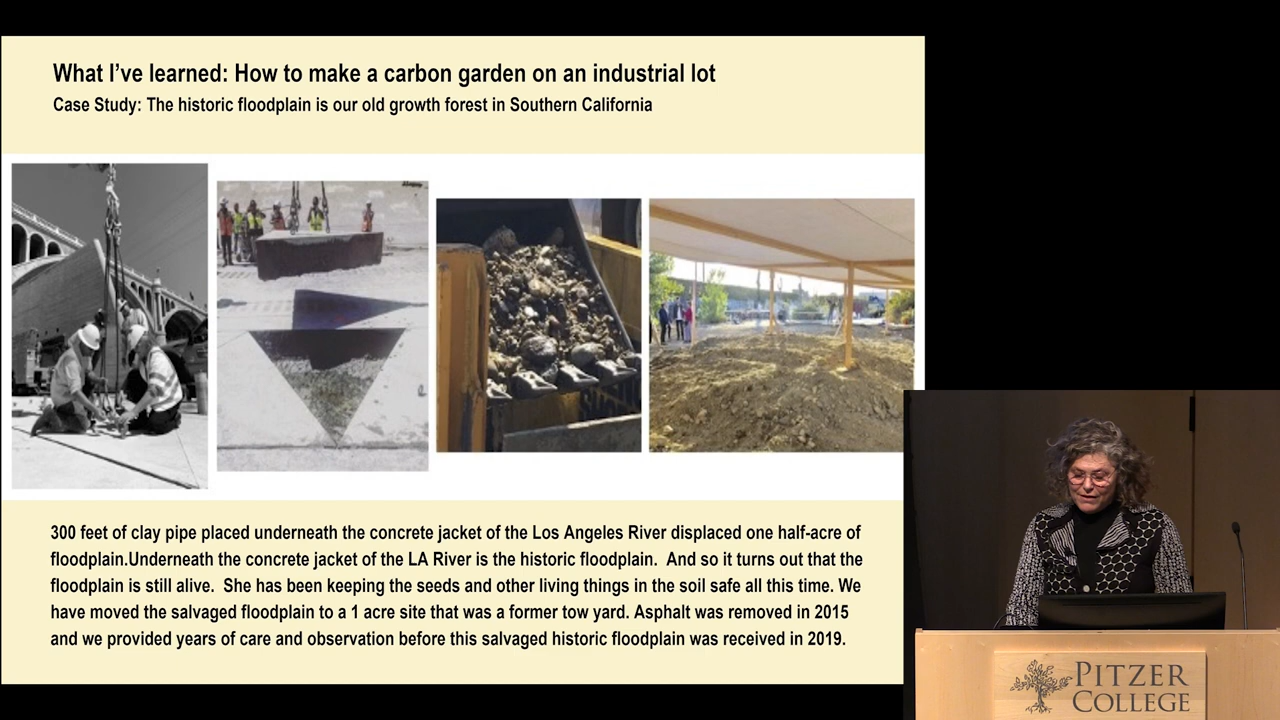 What I've learned: How to make a carbon garden on an industrial lot
Case Study: The historic floodplain is our old growth forest in Southern California
300 feet of clay pipe placed underneath the concrete jacket of the Los Angeles River displaced one half-acre of
floodplain.Underneath the concrete jacket of the LA River is the historic floodplain.  And so it turns out that the
floodplain is still alive.  She has been keeping the seeds and other living things in the soil safe all this time. We
have moved the salvaged floodplain to a 1 acre site that was a former tow yard. Asphalt was removed in 2015
and we provided years of care and observation before this salvaged historic floodplain was received in 2019.
PITZER
COLLEGE